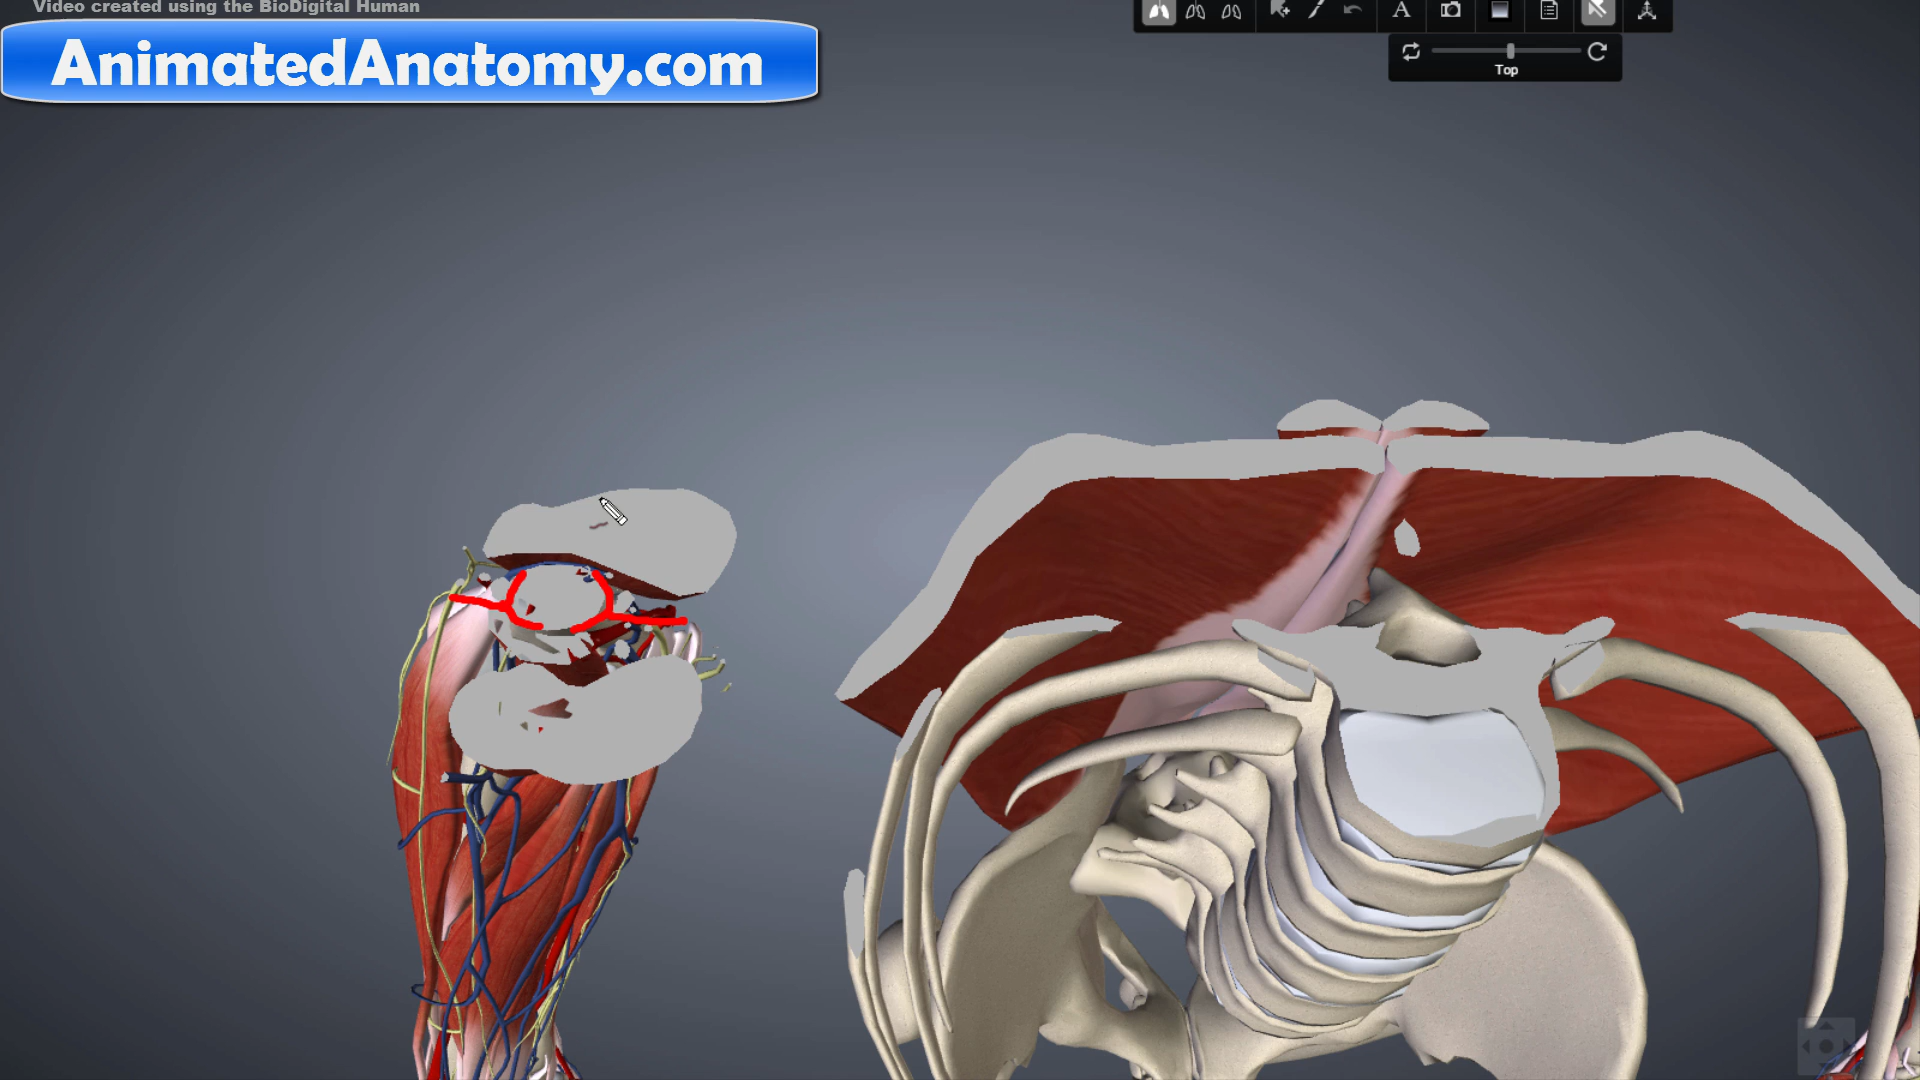 Video created using the BioDigital Human
AnimatedAnatomy.com
A
Top